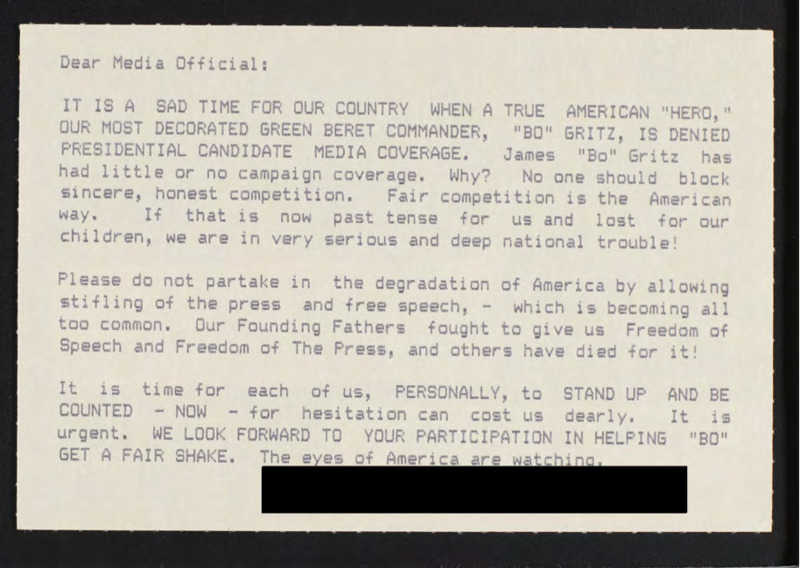 Dear Media Official:
IT IS A SAD TIME FOR OUR COUNTRY WHEN A TRUE AMERICAN "HERO,"
OUR MOST DECORATED GREEN BERET COMMANDER, "BO" GRITZ, IS DENIED
PRESIDENTIAL CANDIDATE MEDIA COVERAGE. James "Bo" Gritz has
had little or no campaign coverage. Why? No one should block
sincere, honest competition. Fair competition is the American
way. If that is now past tense for us and lost for our
children, we are in very serious and deep national trouble!
Please do not partake in the degradation of America by allowing
stifling of the press and free speech, - which is becoming all
too common. Our Founding Fathers fought to give us Freedom of
Speech and Freedom of The Press, and others have died for it!
It is time for each of us, PERSONALLY, to STAND UP AND BE
COUNTED - NOW - for hesitation can cost us dearly. It is
urgent. WE LOOK FORWARD TO YOUR PARTICIPATION IN HELPING "BO"
GET A FAIR SHAKE. The eyes of America are watching.